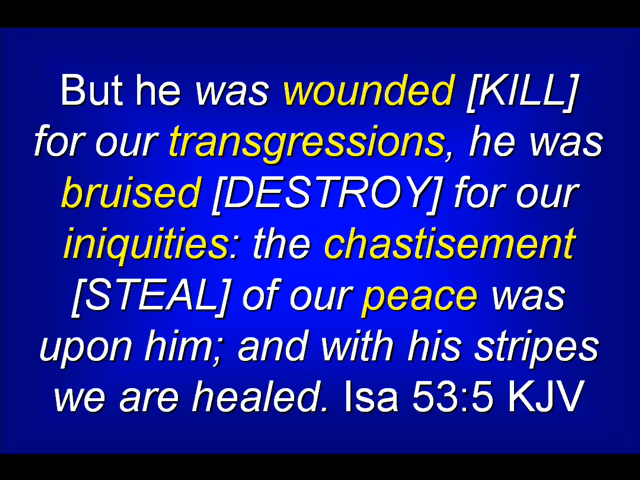 But he was wounded [KILL]
for our transgressions, he was
bruised [DESTROY] for our
iniquities: the chastisement
[STEAL] of our peace was
upon him; and with his stripes
we are healed. Isa 53:5 KJV